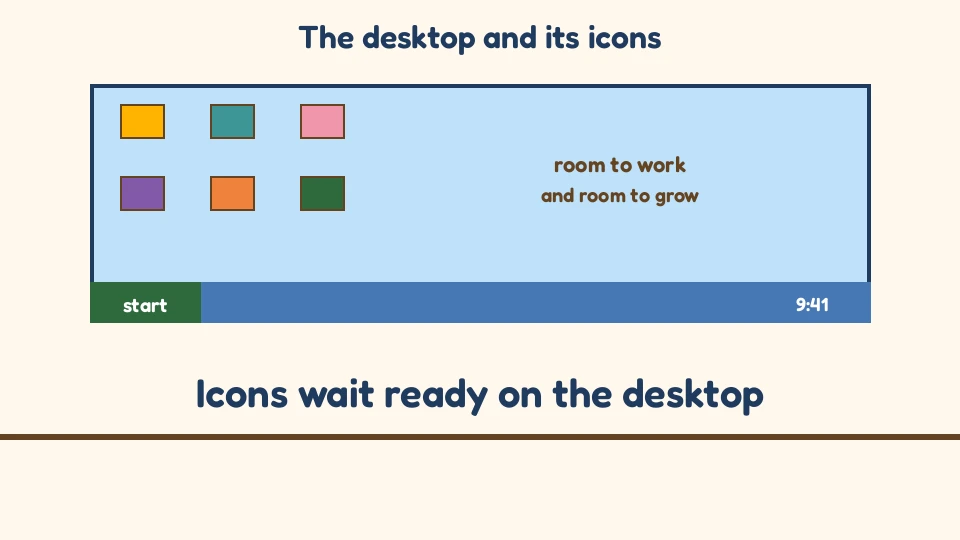 The desktop and its icons
room to work
and room to grow
start
9:41
Icons wait ready on the desktop